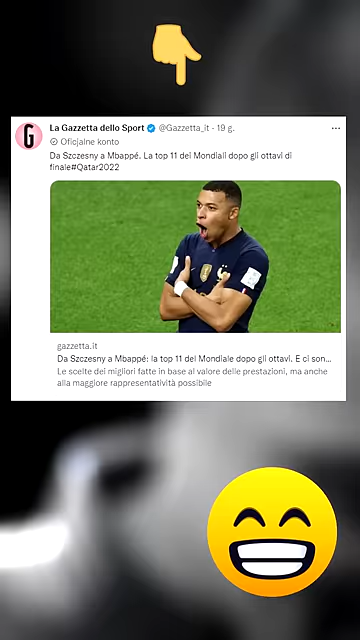 La Gazzetta dello Sport @Gazzetta_it · 19 g.
Oficjalne konto
Da Szczesny a Mbappé. La top 11 dei Mondiali dopo gli ottavi di
finale#Qatar2022
gazzetta.it
Da Szczesny a Mbappé: la top 11 del Mondiale dopo gli ottavi. E ci son...
Le scelte dei migliori fatte in base al valore delle prestazioni, ma anche
alla maggiore rappresentatività possibile